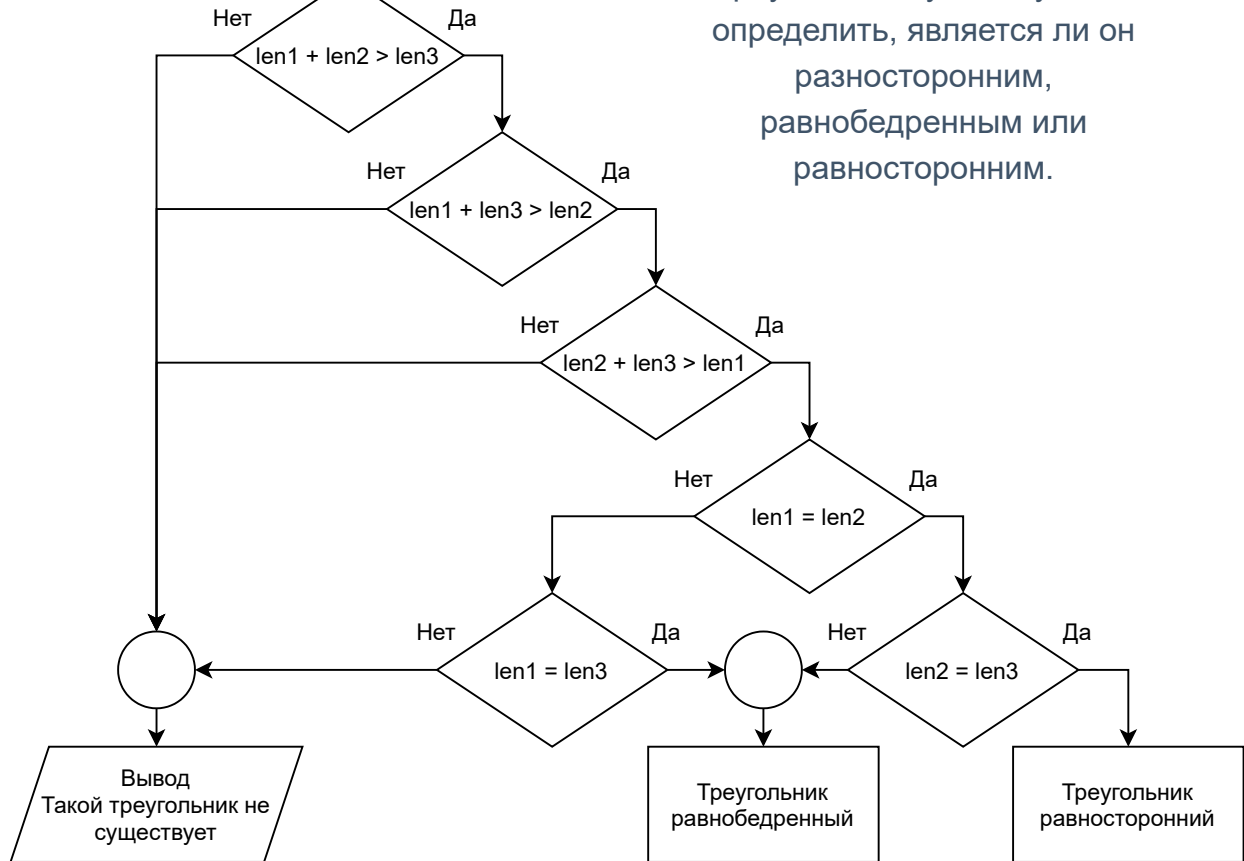 Нет
Да
len1 + len2 > len3
определить, является ли он
разносторонним,
равнобедренным или
равносторонним.
Нет
Да
len1 + len3 > len2
Нет
Да
len2 + len3 > len1
Нет
Да
len1 = len2
Нет
Да
len1 = len3
Нет
Да
len2 = len3
Вывод
Такой треугольник не
существует
Треугольник
равнобедренный
Треугольник
равносторонний